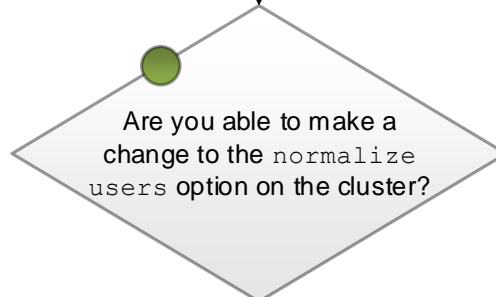 Are you able to make a
change to the normalize
users option on the cluster?